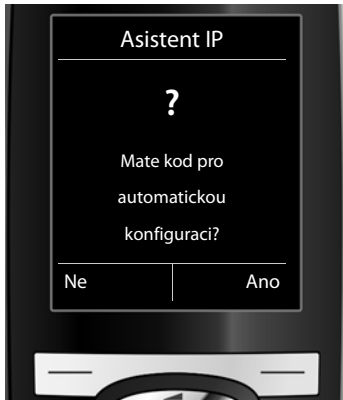 Asistent IP
?
Mate kod pro
automatickou
konfiguraci?
Ne Ano